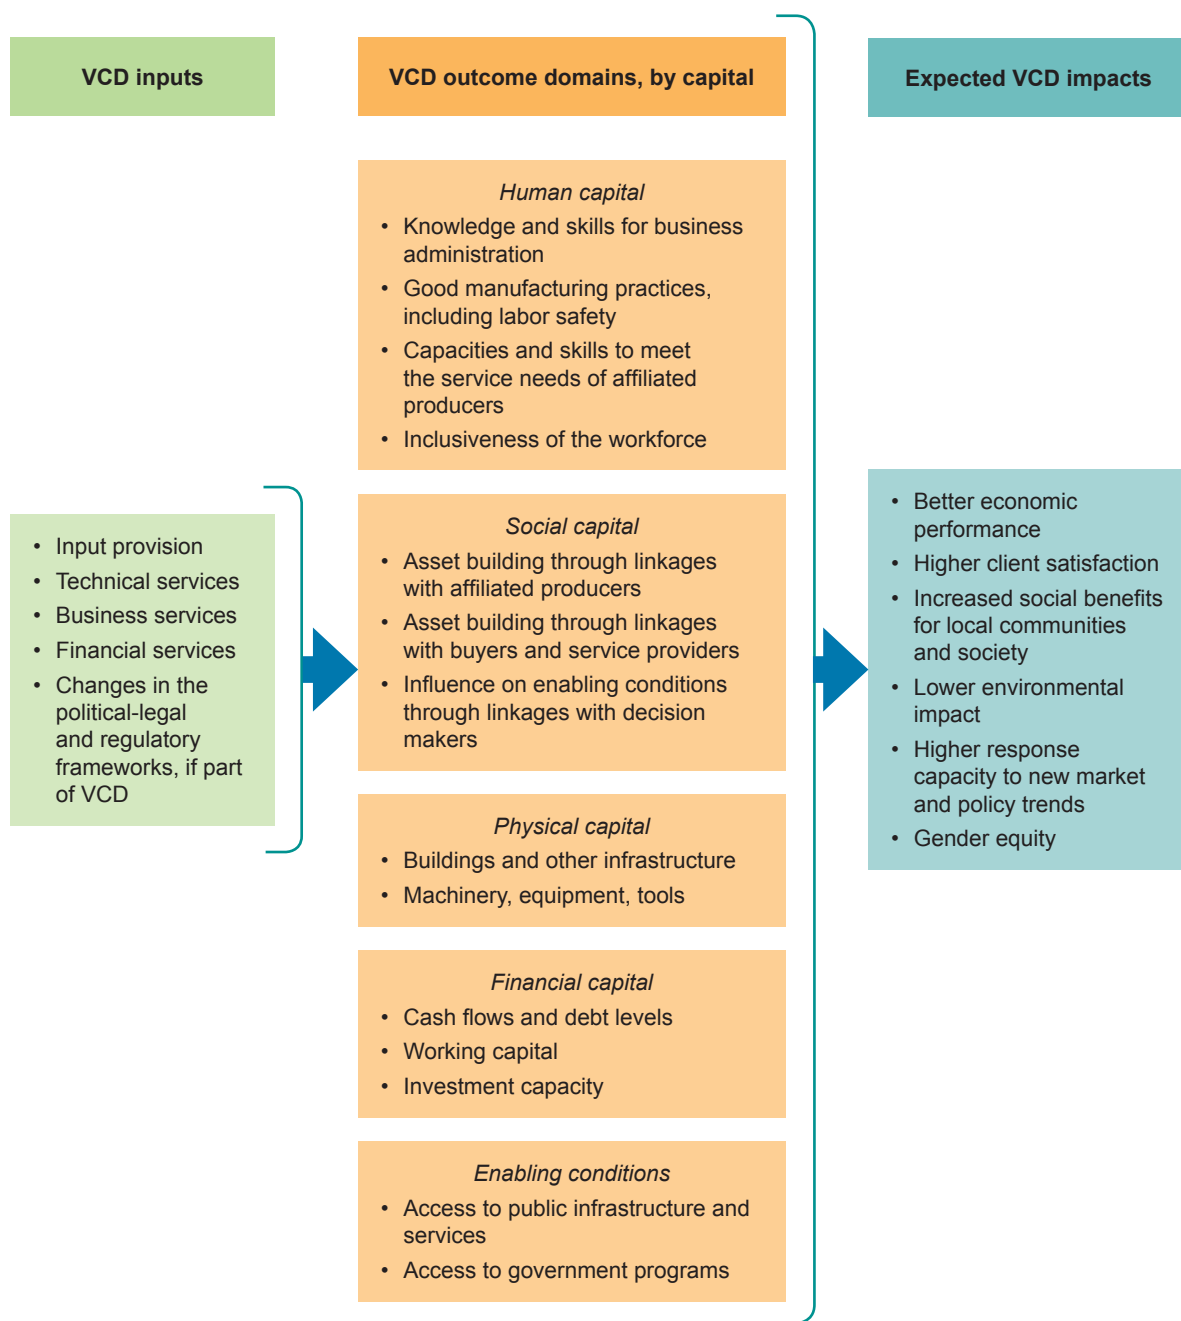 VCD inputs
VCD outcome domains, by capital
Expected VCD impacts
• Input provision
• Technical services
• Business services
• Financial services
• Changes in the
political-legal
and regulatory
frameworks, if part
of VCD
Human capital
• Knowledge and skills for business
administration
• Good manufacturing practices,
including labor safety
• Capacities and skills to meet
the service needs of affiliated
producers
• Inclusiveness of the workforce
Social capital
• Asset building through linkages
with affiliated producers
• Asset building through linkages
with buyers and service providers
• Influence on enabling conditions
through linkages with decision
makers
Physical capital
• Buildings and other infrastructure
• Machinery, equipment, tools
Financial capital
• Cash flows and debt levels
• Working capital
• Investment capacity
Enabling conditions
• Access to public infrastructure and
services
• Access to government programs
• Better economic
performance
• Higher client satisfaction
• Increased social benefits
for local communities
and society
• Lower environmental
impact
• Higher response
capacity to new market
and policy trends
• Gender equity